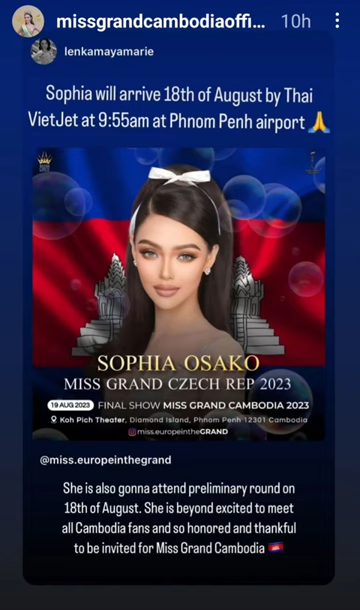 missgrandcambodiaoffi... 10h
lenkamayamarie
Sophia will arrive 18th of August by Thai
VietJet at 9:55am at Phnom Penh airport 🙏
SOPHIA OSAKO
MISS GRAND CZECH REP 2023
19 AUG 2023 FINAL SHOW MISS GRAND CAMBODIA 2023
Koh Pich Theater, Diamond Island, Phnom Penh 12301 Cambodia
@miss.europeintheGRAND
@miss.europeinthegrand
She is also gonna attend preliminary round on
18th of August. She is beyond excited to meet
all Cambodia fans and so honored and thankful
to be invited for Miss Grand Cambodia 🇰🇭